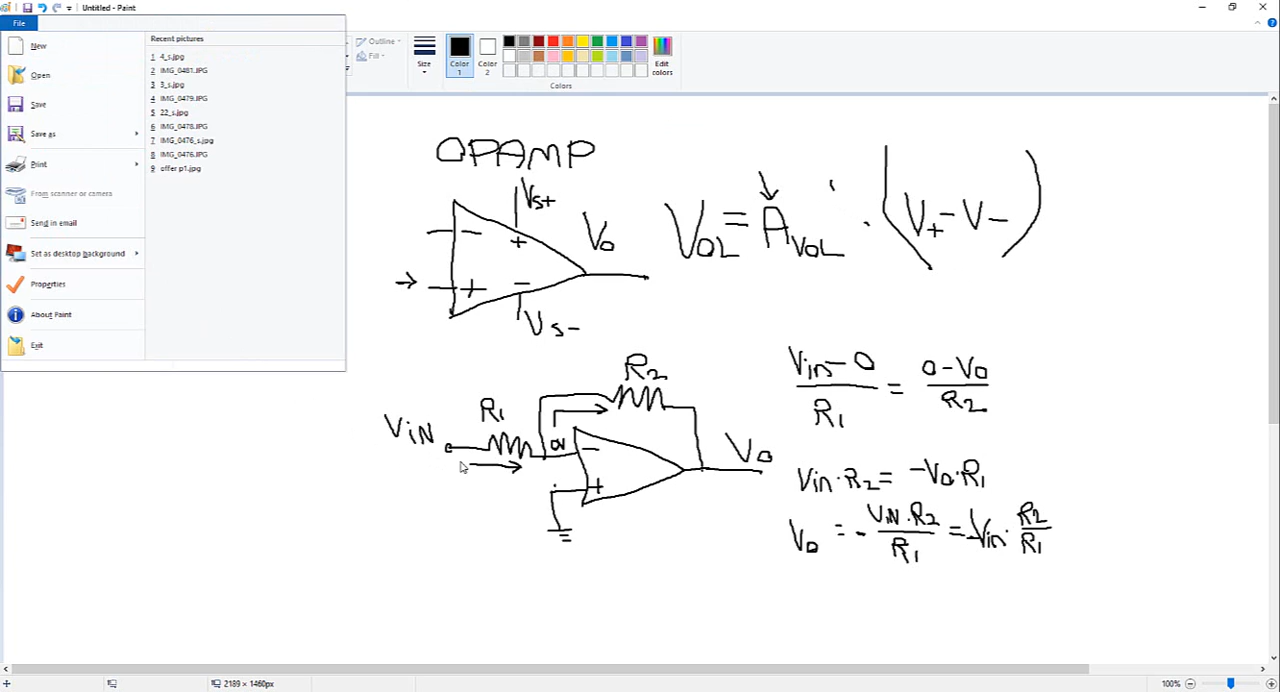 Untitled - Paint
File
New
Open
Save
Save as
Print
From scanner or camera
Send in email
Set as desktop background
Properties
About Paint
Exit
Recent pictures
1 4_s.jpg
2 IMG_0481.JPG
3 3_s.jpg
4 IMG_0479.JPG
5 22_s.jpg
6 IMG_0478.JPG
7 IMG_0476_s.jpg
8 IMG_0476.JPG
9 offer p1.jpg
Outline
Fill
Size
Color 1
Color 2
Edit colors
Colors
OPAMP
Vs+
Vo
- +
+ -
Vs-
VOL = AVOL · (V+ - V-)
R2
R1
ViN
0V
-
+
Vo
Vin-0 / R1 = 0-Vo / R2
Vin·R2 = -Vo·R1
Vo = - ViN·R2 / R1 = -Vin· R2 / R1
2189 × 1460px
100%